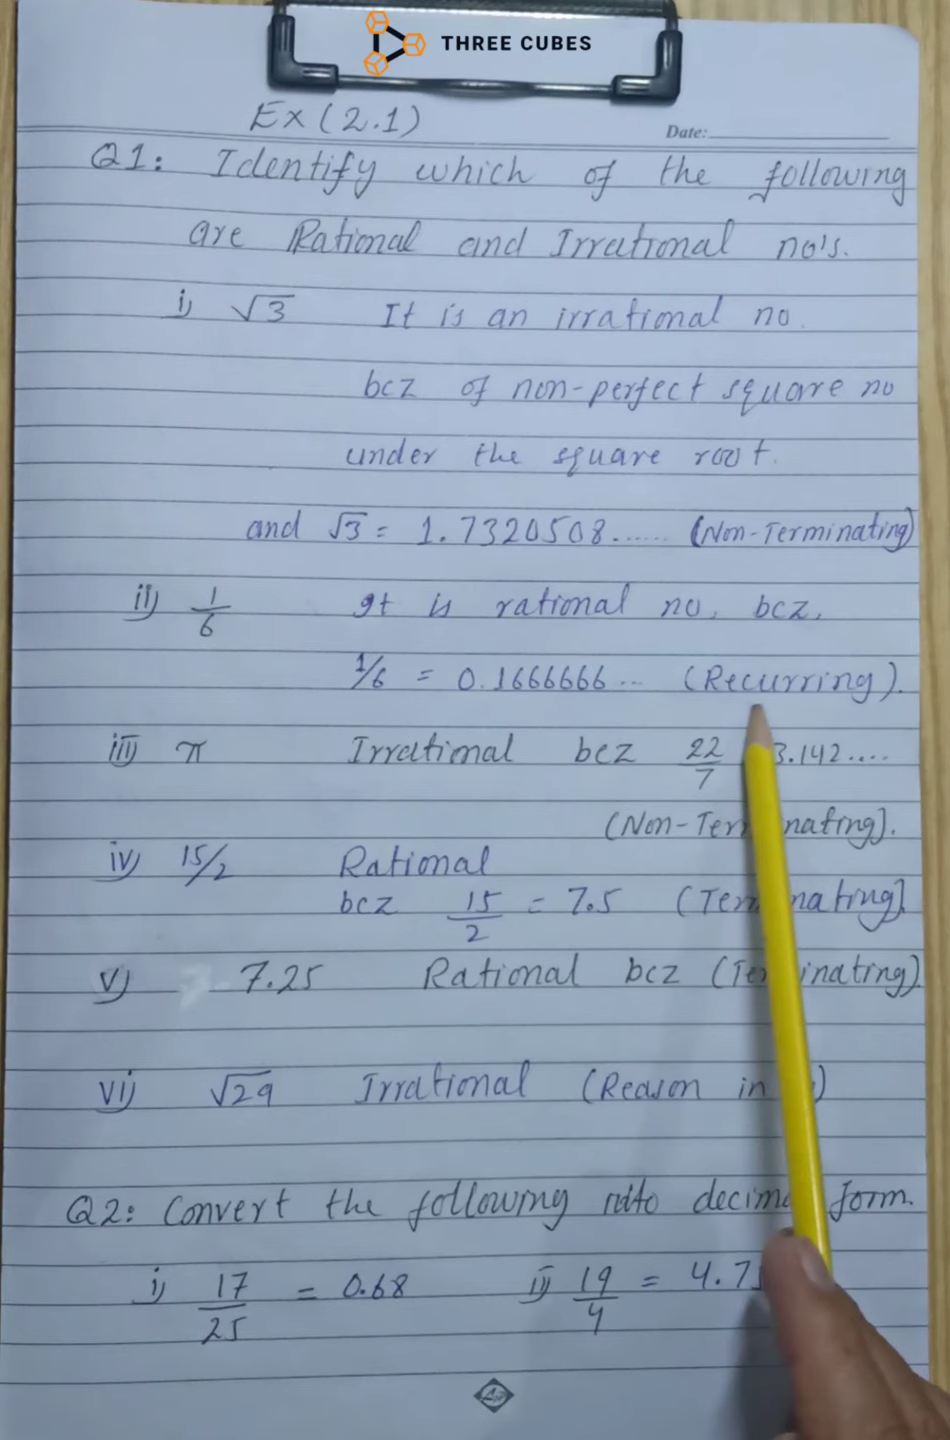 THREE CUBES
Ex (2.1)
Date:
Q1: Identify which of the following
are Rational and Irrational no's.
i) √3 It is an irrational no.
bcz of non-perfect square no
under the square root.
and √3 = 1.7320508...... (Non-Terminating)
ii) 1/6 It is rational no. bcz.
1/6 = 0.1666666... (Recurring).
iii) π Irrational bcz 22/7 3.142....
(Non-Ter nating).
iv) 15/2 Rational
bcz 15/2 = 7.5 (Ter nating)
v) 7.25 Rational bcz (Te inating)
vi) √29 Irrational (Reason in )
Q2: Convert the following into decim form.
i) 17/25 = 0.68 ii) 19/4 = 4.7